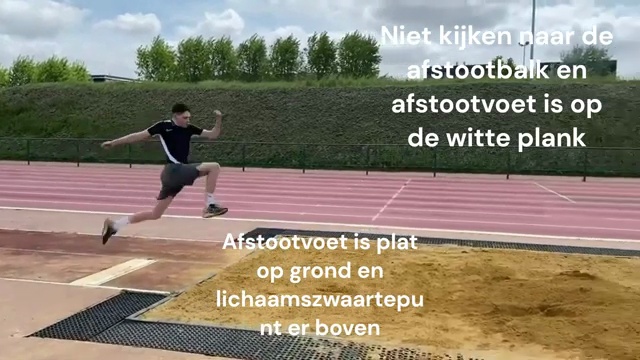 Niet kijken naar de
afstootbalk en
afstootvoet is op
de witte plank
Afstootvoet is plat
op grond en
lichaamszwaartepu
nt er boven